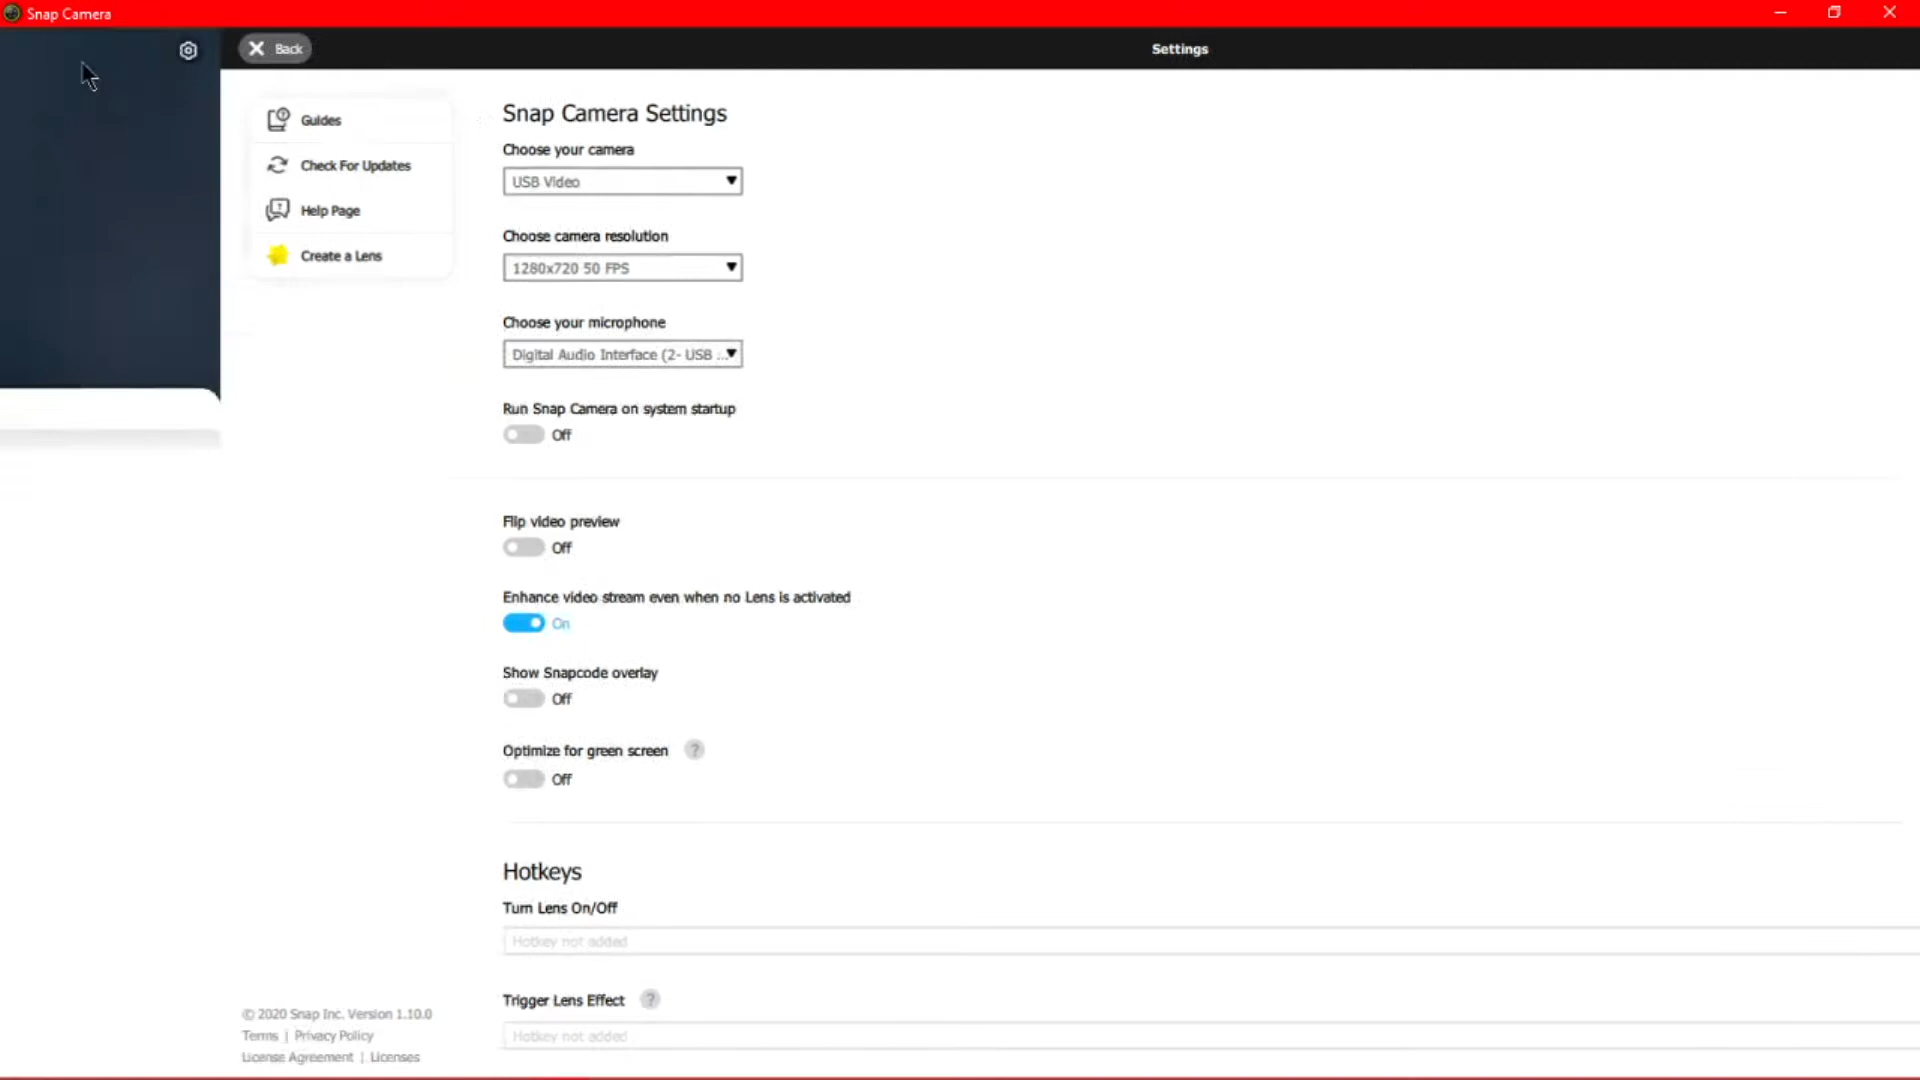 Snap Camera
Back
Settings
Guides
Check For Updates
Help Page
Create a Lens
Snap Camera Settings
Choose your camera
USB Video
Choose camera resolution
1280x720 50 FPS
Choose your microphone
Digital Audio Interface (2- USB ...
Run Snap Camera on system startup
Off
Flip video preview
Off
Enhance video stream even when no Lens is activated
On
Show Snapcode overlay
Off
Optimize for green screen ?
Off
Hotkeys
Turn Lens On/Off
Hotkey not added
Trigger Lens Effect ?
Hotkey not added
© 2020 Snap Inc. Version 1.10.0
Terms | Privacy Policy
License Agreement | Licenses